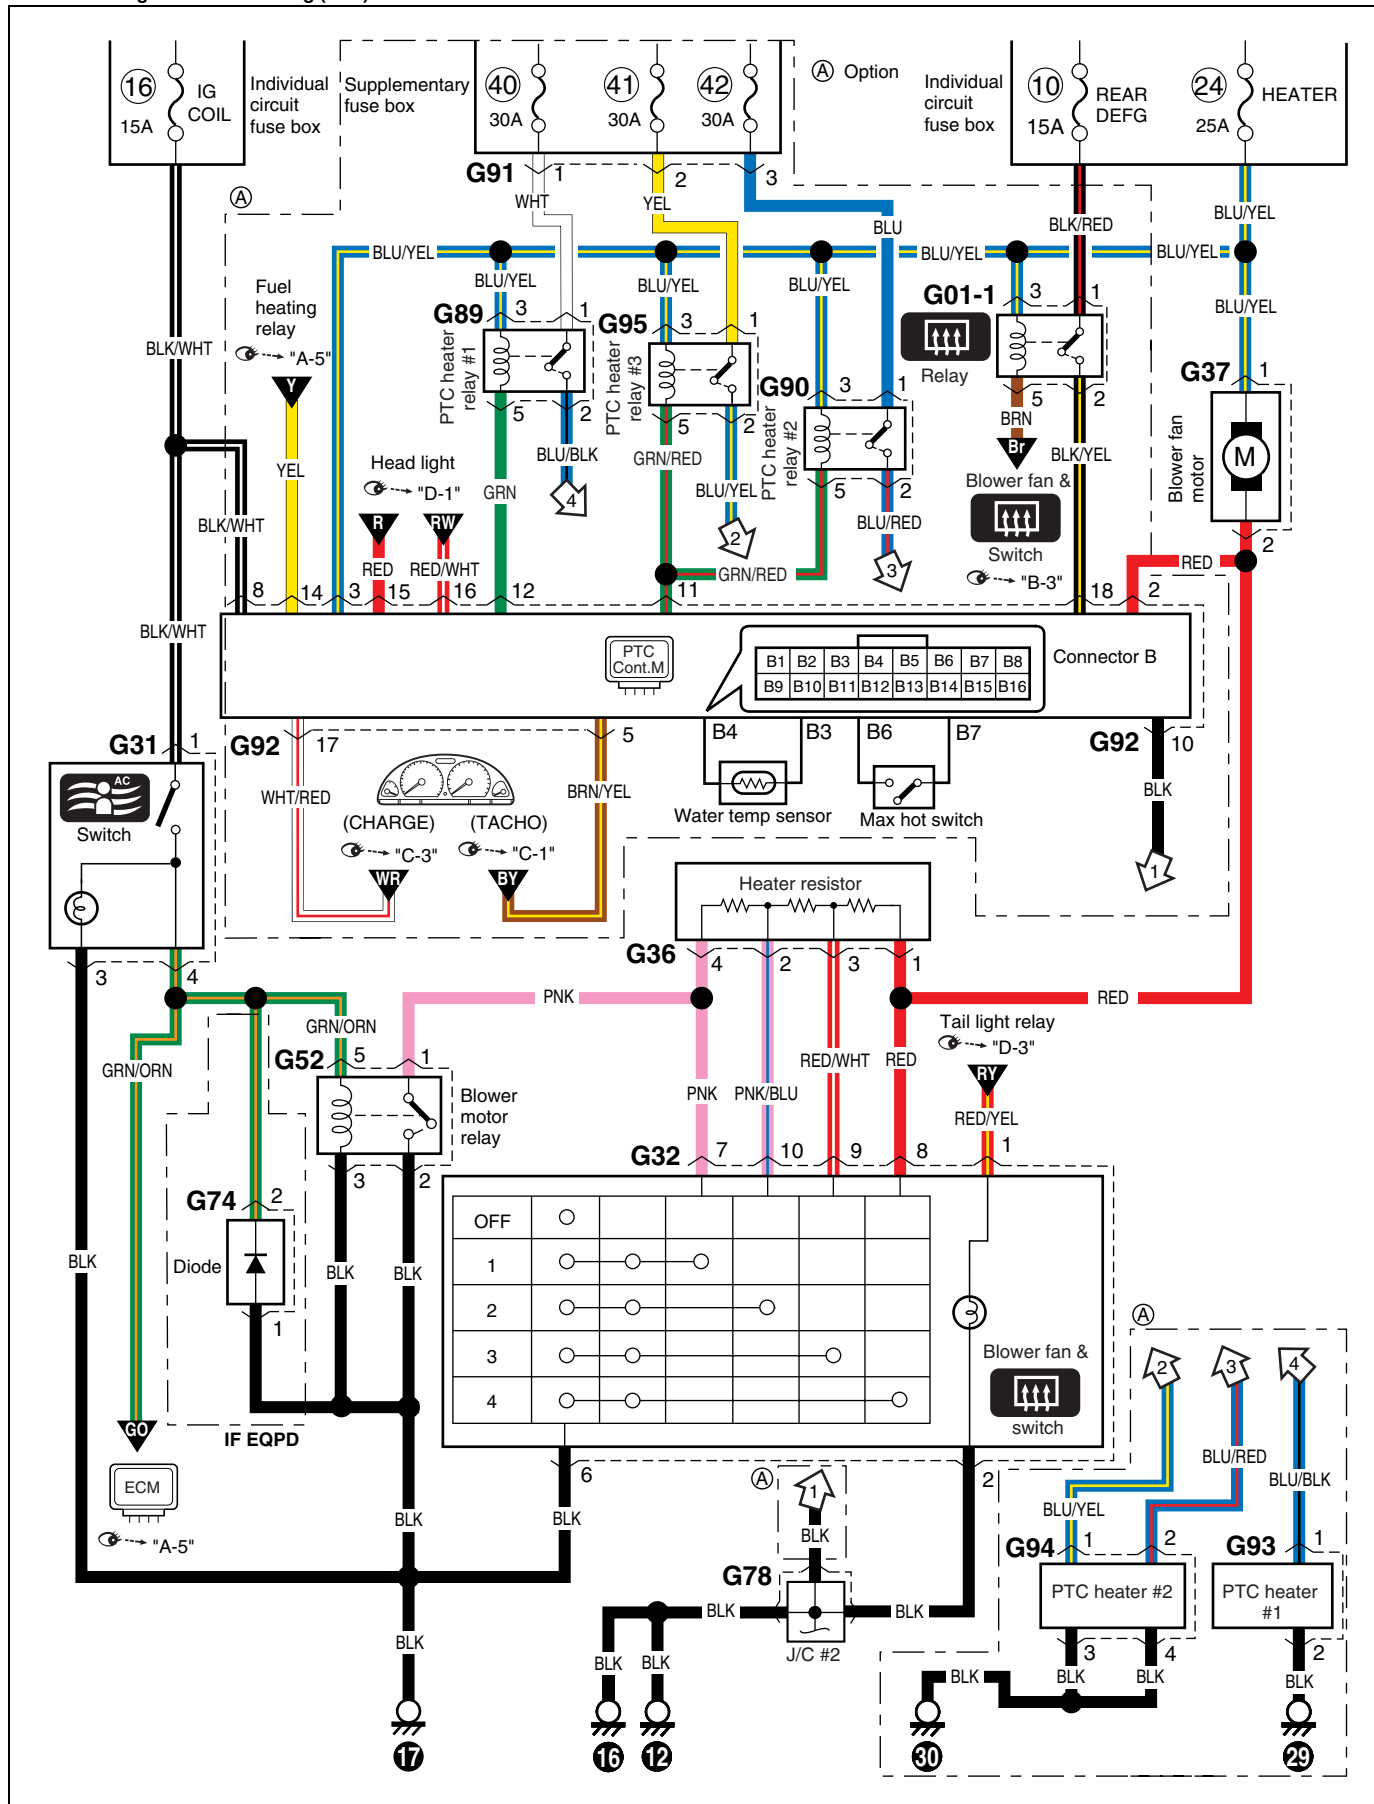 16
15A
IG
COIL
Individual
circuit
fuse box
Supplementary
fuse box
40
30A
41
30A
42
30A
A Option
Individual
circuit
fuse box
10
15A
REAR
DEFG
24
25A
HEATER
G91 1 2 3
A
WHT YEL BLU BLK/RED BLU/YEL
BLU/YEL BLU/YEL BLU/YEL
BLU/YEL BLU/YEL BLU/YEL BLU/YEL
Fuel
heating
relay
"A-5"
Y
BLK/WHT
G89 3 1
PTC heater
relay #1
5 2
G95 3 1
PTC heater
relay #3
5 2
G90 3 1
PTC heater
relay #2
5 2
G01-1 3 1
Relay
5 2
G37 1
Blower fan
motor
M
2
BLU/BLK
4
GRN/RED
BLU/YEL
2
BLU/RED
3
BRN
Br
BLK/YEL
Blower fan &
Switch
"B-3"
YEL
Head light
"D-1"
R RW
GRN
BLK/WHT
RED RED/WHT
GRN/RED
RED
8 14 3 15 16 12 11 18 2
BLK/WHT
PTC
Cont.M
B1 B2 B3 B4 B5 B6 B7 B8
B9 B10 B11 B12 B13 B14 B15 B16
Connector B
G31 1
G92 17 5
B4 B3 B6 B7
G92 10
AC
Switch
WHT/RED
BRN/YEL
(CHARGE) (TACHO)
"C-3" "C-1"
WR BY
Water temp sensor
Max hot switch
BLK
1
Heater resistor
G36 4 2 3 1
3 4
PNK
RED
GRN/ORN
GRN/ORN
G52 5 1
Blower
motor
relay
3 2
PNK PNK/BLU RED/WHT RED
Tail light relay
"D-3"
RY
RED/YEL
G32 7 10 9 8 1
OFF
1
2
3
4
Blower fan &
switch
6 2
G74 2
Diode
1
BLK BLK BLK
IF EQPD
GO
ECM
"A-5"
BLK BLK
A
1
BLK
G78
J/C #2
BLK BLK
BLK
BLK BLK
17 16 12
A
2 3 4
BLU/RED
BLU/YEL
BLU/BLK
G94 1 2
PTC heater #2
3 4
G93 1
PTC heater
#1
2
BLK BLK BLK BLK
30 29